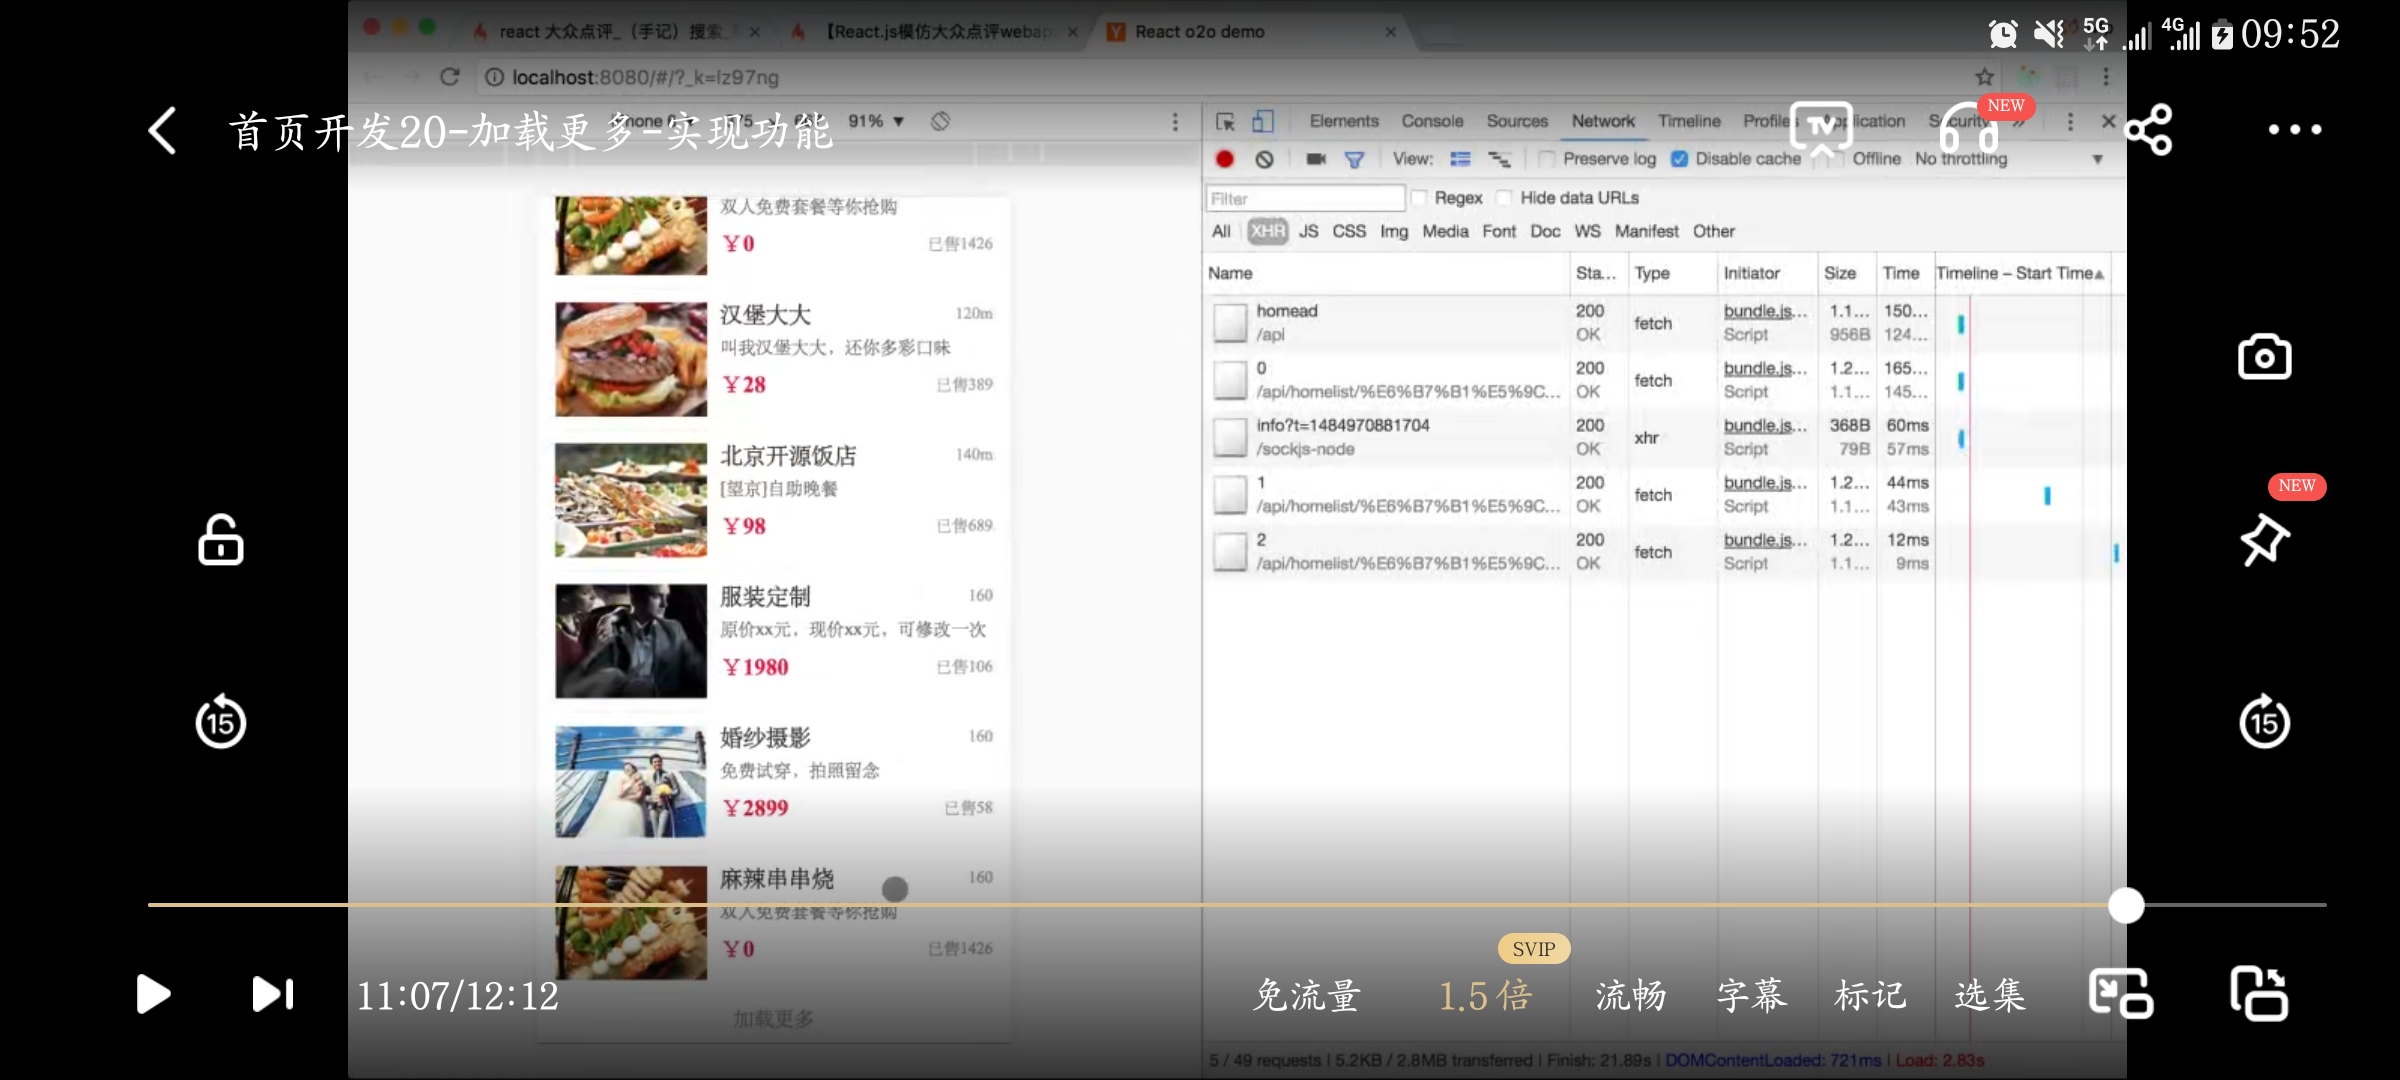 react 大众点评_（手记）搜索_
【React.js模仿大众点评webap
React o2o demo
5G
4G
09:52
localhost:8080/#/?_k=lz97ng
首页开发20-加载更多-实现功能
91% ▼
Elements Console Sources Network Timeline Profiles Application Security
NEW
View: Preserve log Disable cache Offline No throttling
Filter
Regex Hide data URLs
All XHR JS CSS Img Media Font Doc WS Manifest Other
Name Sta... Type Initiator Size Time Timeline – Start Time
homead 200 bundle.js... 1.1... 150...
fetch
/api OK Script 956B 124...
0 200 bundle.js... 1.2... 165...
fetch
/api/homelist/%E6%B7%B1%E5%9C... OK Script 1.1... 145...
info?t=1484970881704 200 bundle.js... 368B 60ms
xhr
/sockjs-node OK Script 79B 57ms
1 200 bundle.js... 1.2... 44ms
fetch
/api/homelist/%E6%B7%B1%E5%9C... OK Script 1.1... 43ms
2 200 bundle.js... 1.2... 12ms
fetch
/api/homelist/%E6%B7%B1%E5%9C... OK Script 1.1... 9ms
双人免费套餐等你抢购
￥0 已售1426
汉堡大大 120m
叫我汉堡大大，还你多彩口味
￥28 已售389
北京开源饭店 140m
[望京]自助晚餐
￥98 已售689
服装定制 160
原价xx元，现价xx元，可修改一次
￥1980 已售106
婚纱摄影 160
免费试穿，拍照留念
￥2899 已售58
麻辣串串烧 160
双人免费套餐等你抢购
￥0 已售1426
加载更多
NEW
15
15
11:07/12:12
SVIP
免流量 1.5倍 流畅 字幕 标记 选集
5 / 49 requests | 5.2KB / 2.8MB transferred | Finish: 21.89s | DOMContentLoaded: 721ms | Load: 2.83s